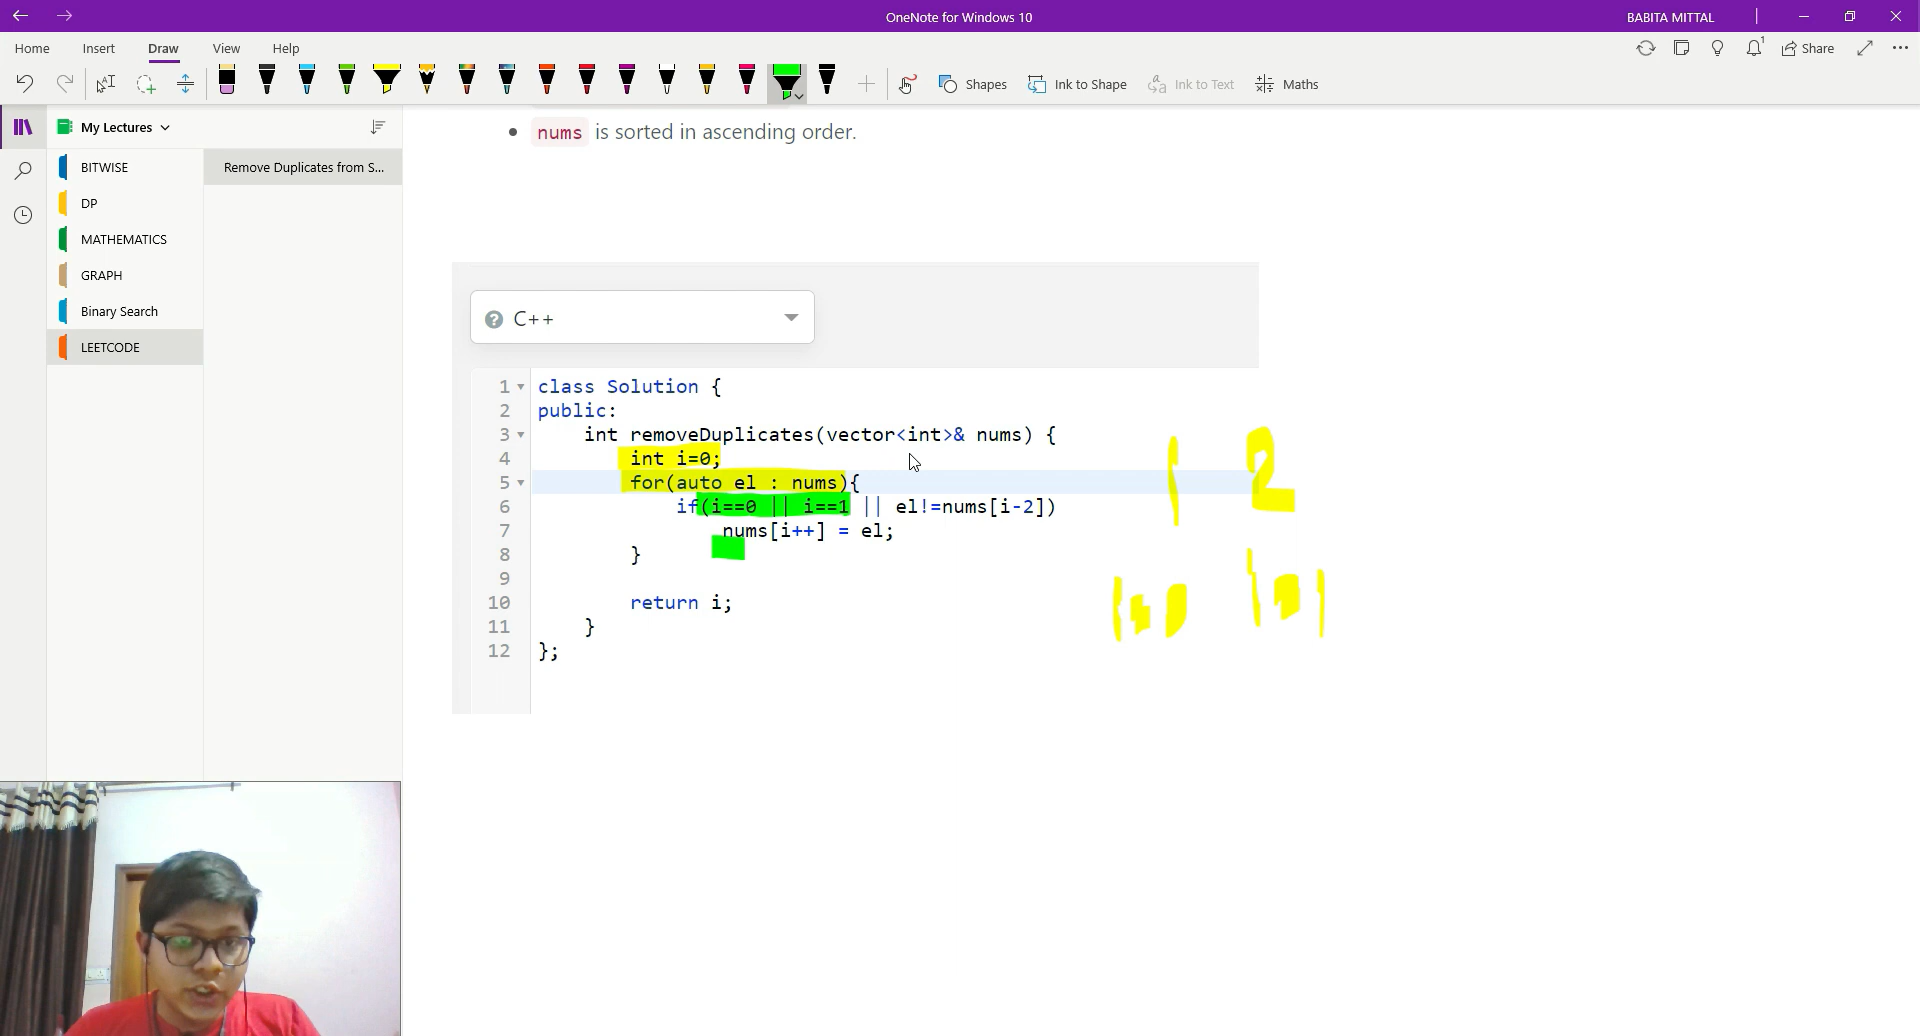 OneNote for Windows 10
BABITA MITTAL
Home Insert Draw View Help
1 Share
Shapes Ink to Shape Ink to Text Maths
My Lectures
BITWISE
DP
MATHEMATICS
GRAPH
Binary Search
LEETCODE
Remove Duplicates from S...
• nums is sorted in ascending order.
C++
1 class Solution {
2 public:
3 int removeDuplicates(vector<int>& nums) {
4 int i=0;
5 for(auto el : nums){
6 if(i==0 || i==1 || el!=nums[i-2])
7 nums[i++] = el;
8 }
9
10 return i;
11 }
12 };
1 2